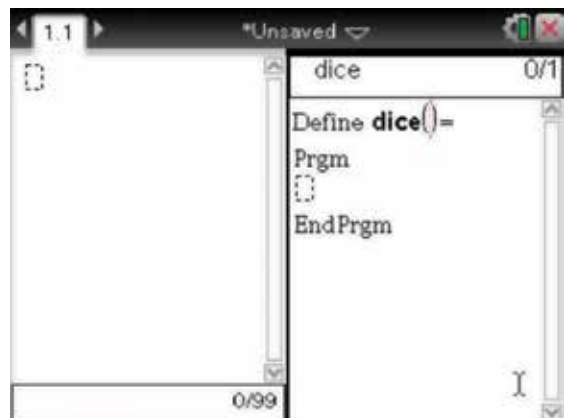 1.1 *Unsaved
dice 0/1
Define dice()=
Prgm
EndPrgm
0/99